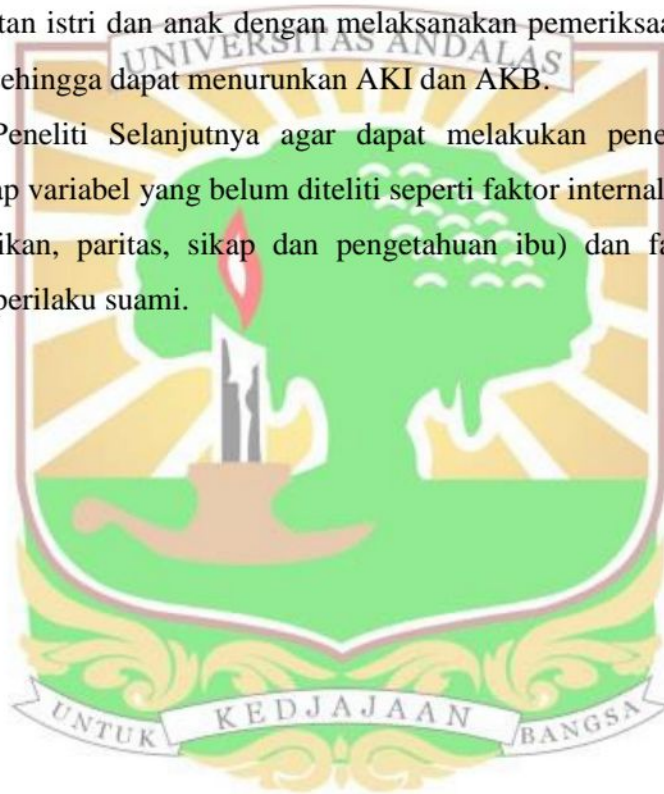 tan istri dan anak dengan melaksanakan pemeriksaa
UNIVERSITAS ANDALAS
ehingga dapat menurunkan AKI dan AKB.
Peneliti Selanjutnya agar dapat melakukan pene
ap variabel yang belum diteliti seperti faktor internal
ikan, paritas, sikap dan pengetahuan ibu) dan fa
perilaku suami.
UNTUK KEDJAJAAN BANGSA